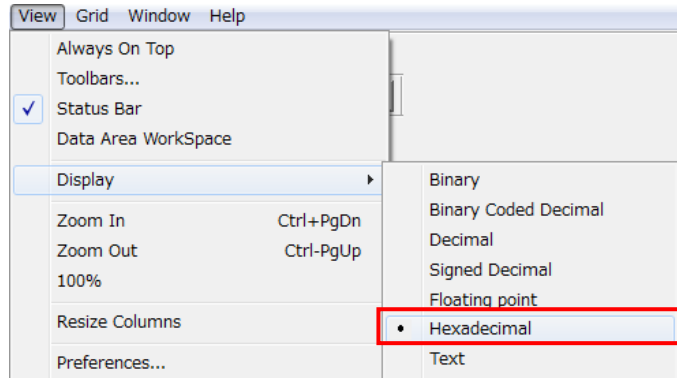 View Grid Window Help
Always On Top
Toolbars...
Status Bar
Data Area WorkSpace
Display
Zoom In Ctrl+PgDn
Zoom Out Ctrl-PgUp
100%
Resize Columns
Preferences...
Binary
Binary Coded Decimal
Decimal
Signed Decimal
Floating point
Hexadecimal
Text